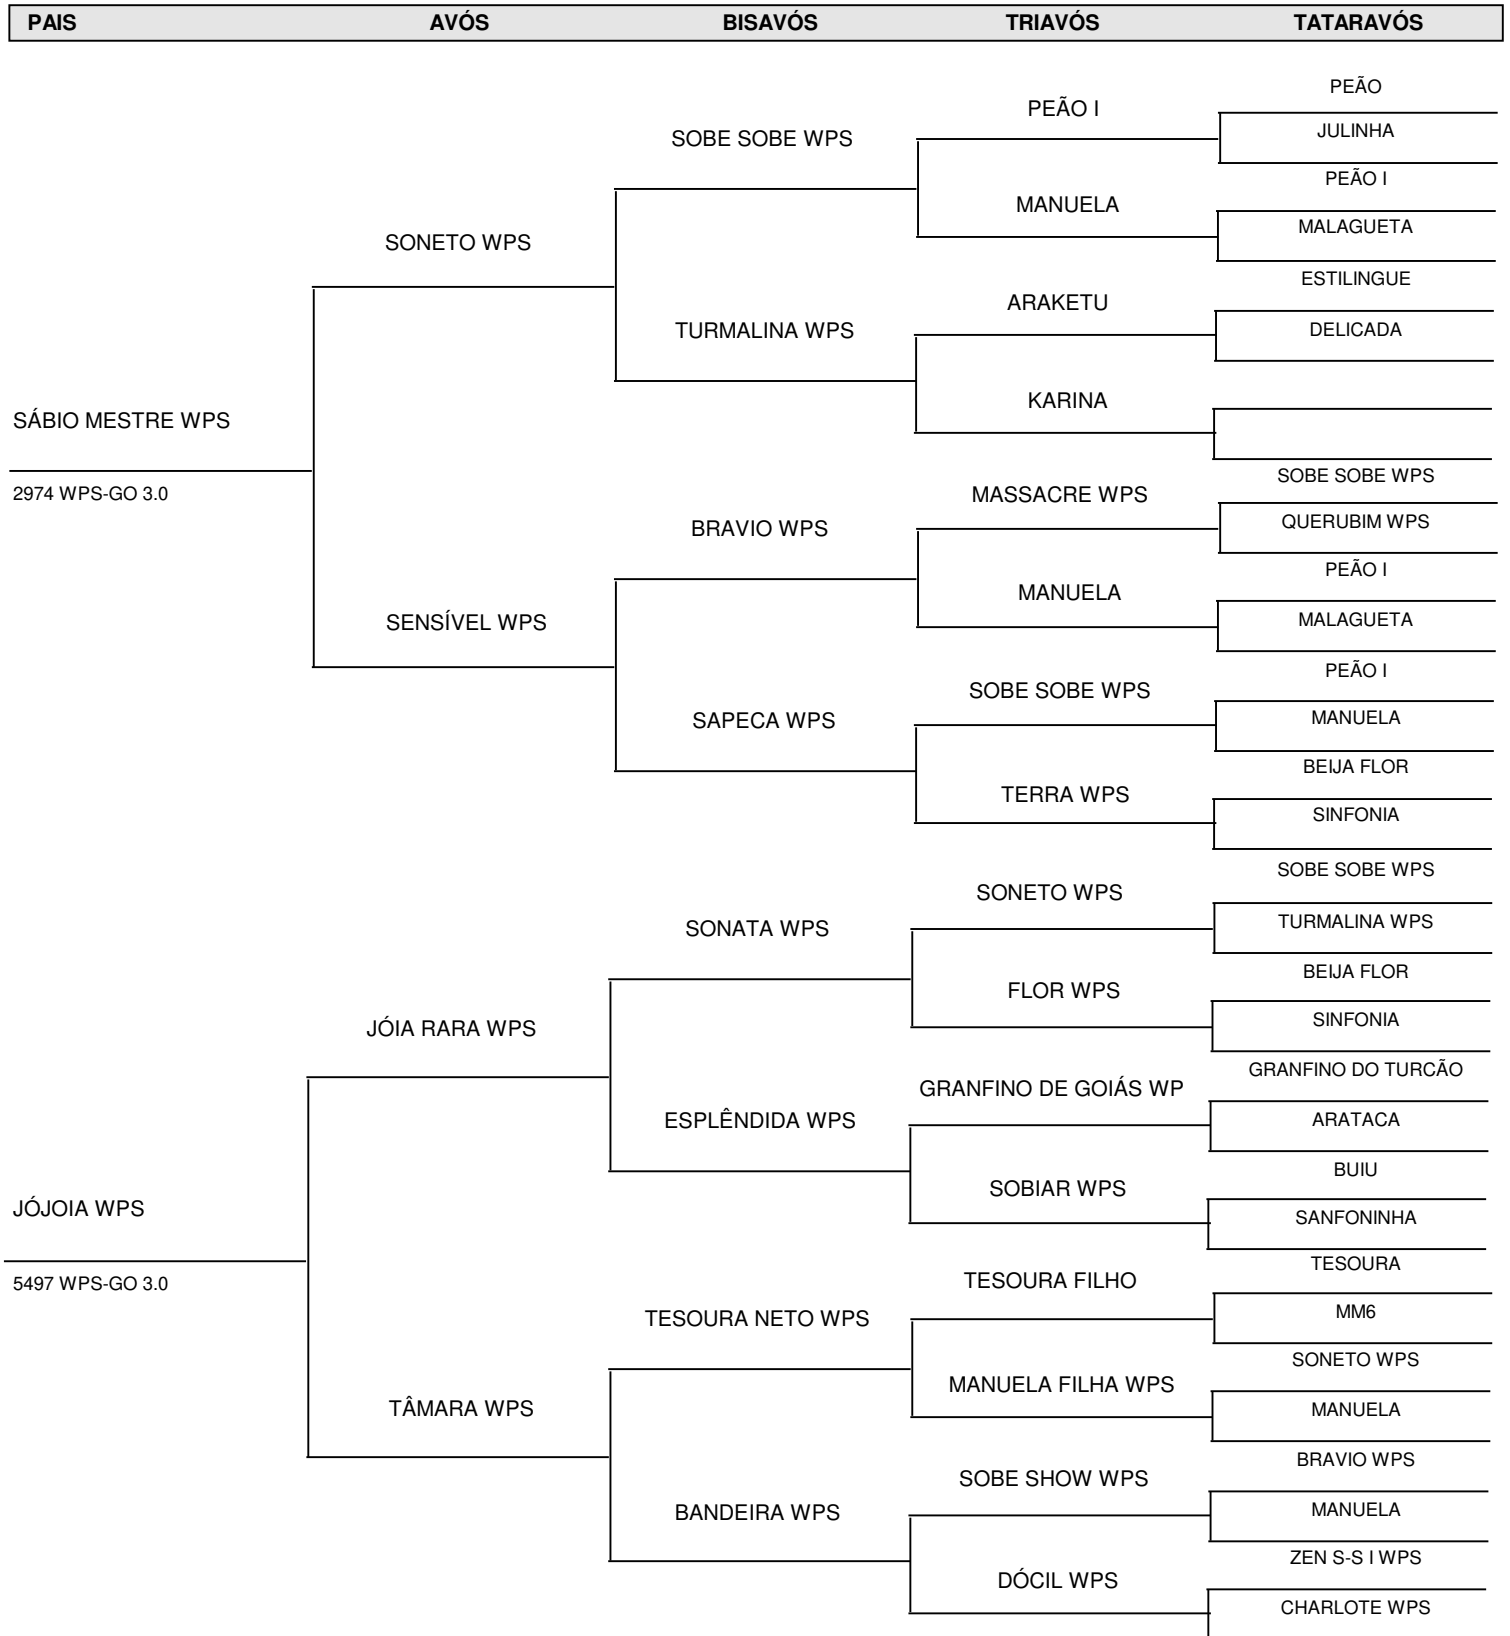 PAIS AVÓS BISAVÓS TRIAVÓS TATARAVÓS
PEÃO
PEÃO I
JULINHA
SOBE SOBE WPS
PEÃO I
MANUELA
MALAGUETA
SONETO WPS
ESTILINGUE
ARAKETU
TURMALINA WPS
DELICADA
KARINA
SÁBIO MESTRE WPS
SOBE SOBE WPS
2974 WPS-GO 3.0
MASSACRE WPS
QUERUBIM WPS
BRAVIO WPS
PEÃO I
MANUELA
MALAGUETA
SENSÍVEL WPS
PEÃO I
SOBE SOBE WPS
SAPECA WPS
MANUELA
BEIJA FLOR
TERRA WPS
SINFONIA
SOBE SOBE WPS
SONETO WPS
SONATA WPS
TURMALINA WPS
BEIJA FLOR
FLOR WPS
SINFONIA
JÓIA RARA WPS
GRANFINO DO TURCÃO
GRANFINO DE GOIÁS WP
ESPLÊNDIDA WPS
ARATACA
BUIU
SOBIAR WPS
JÓJOIA WPS
SANFONINHA
TESOURA
5497 WPS-GO 3.0
TESOURA FILHO
TESOURA NETO WPS
MM6
SONETO WPS
MANUELA FILHA WPS
TÂMARA WPS
MANUELA
BRAVIO WPS
SOBE SHOW WPS
BANDEIRA WPS
MANUELA
ZEN S-S I WPS
DÓCIL WPS
CHARLOTE WPS